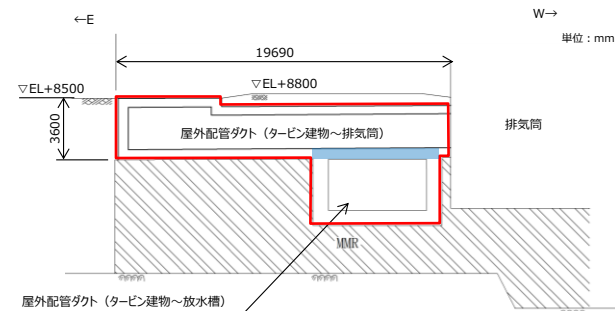 ←E
W→
単位：mm
19690
▽EL+8500
▽EL+8800
3600
屋外配管ダクト（タービン建物～排気筒）
排気筒
MMR
屋外配管ダクト（タービン建物～放水槽）